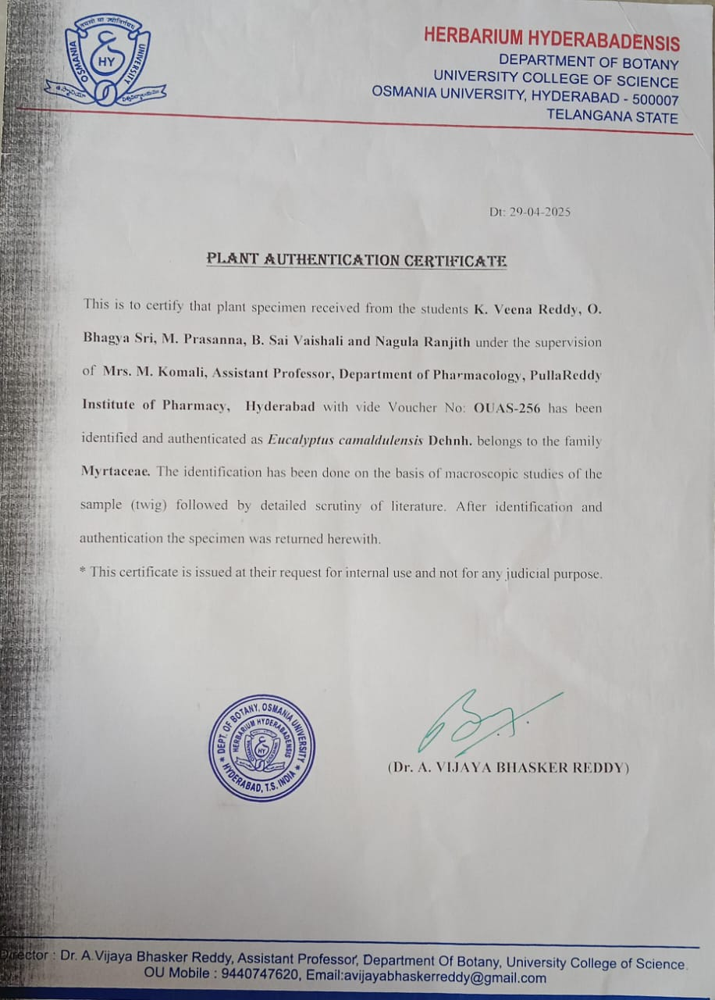 తమసో మా జ్యోతిర్గమయ
OSMANIA
UNIVERSITY
HY
HERBARIUM HYDERABADENSIS
DEPARTMENT OF BOTANY
UNIVERSITY COLLEGE OF SCIENCE
OSMANIA UNIVERSITY, HYDERABAD - 500007
TELANGANA STATE
Dt: 29-04-2025
PLANT AUTHENTICATION CERTIFICATE
This is to certify that plant specimen received from the students K. Veena Reddy, O.
Bhagya Sri, M. Prasanna, B. Sai Vaishali and Nagula Ranjith under the supervision
of Mrs. M. Komali, Assistant Professor, Department of Pharmacology, PullaReddy
Institute of Pharmacy, Hyderabad with vide Voucher No: OUAS-256 has been
identified and authenticated as Eucalyptus camaldulensis Dehnh. belongs to the family
Myrtaceae. The identification has been done on the basis of macroscopic studies of the
sample (twig) followed by detailed scrutiny of literature. After identification and
authentication the specimen was returned herewith.
* This certificate is issued at their request for internal use and not for any judicial purpose.
DEPT. OF BOTANY, OSMANIA UNIVERSITY
* HYDERABAD, T.S. INDIA *
HERBARIUM HYDERABADENSIS
HY
(Dr. A. VIJAYA BHASKER REDDY)
Director : Dr. A.Vijaya Bhasker Reddy, Assistant Professor, Department Of Botany, University College of Science.
OU Mobile : 9440747620, Email:avijayabhaskerreddy@gmail.com